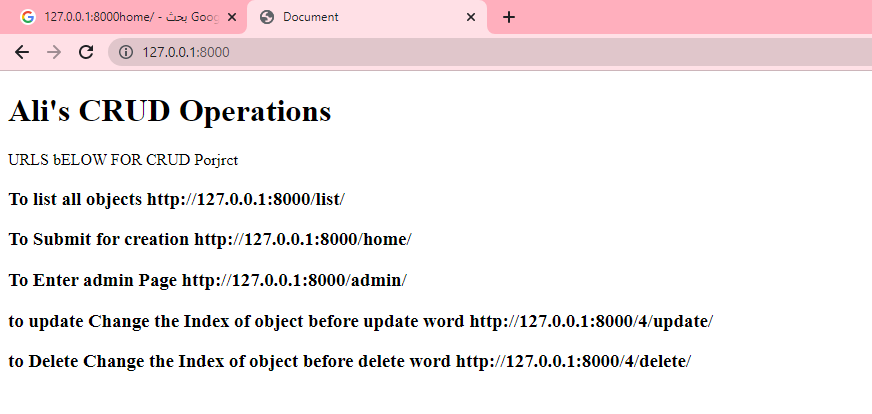 127.0.0.1:8000home/ - بحث Goog
Document
127.0.0.1:8000
Ali's CRUD Operations
URLS bELOW FOR CRUD Porjrct
To list all objects http://127.0.0.1:8000/list/
To Submit for creation http://127.0.0.1:8000/home/
To Enter admin Page http://127.0.0.1:8000/admin/
to update Change the Index of object before update word http://127.0.0.1:8000/4/update/
to Delete Change the Index of object before delete word http://127.0.0.1:8000/4/delete/